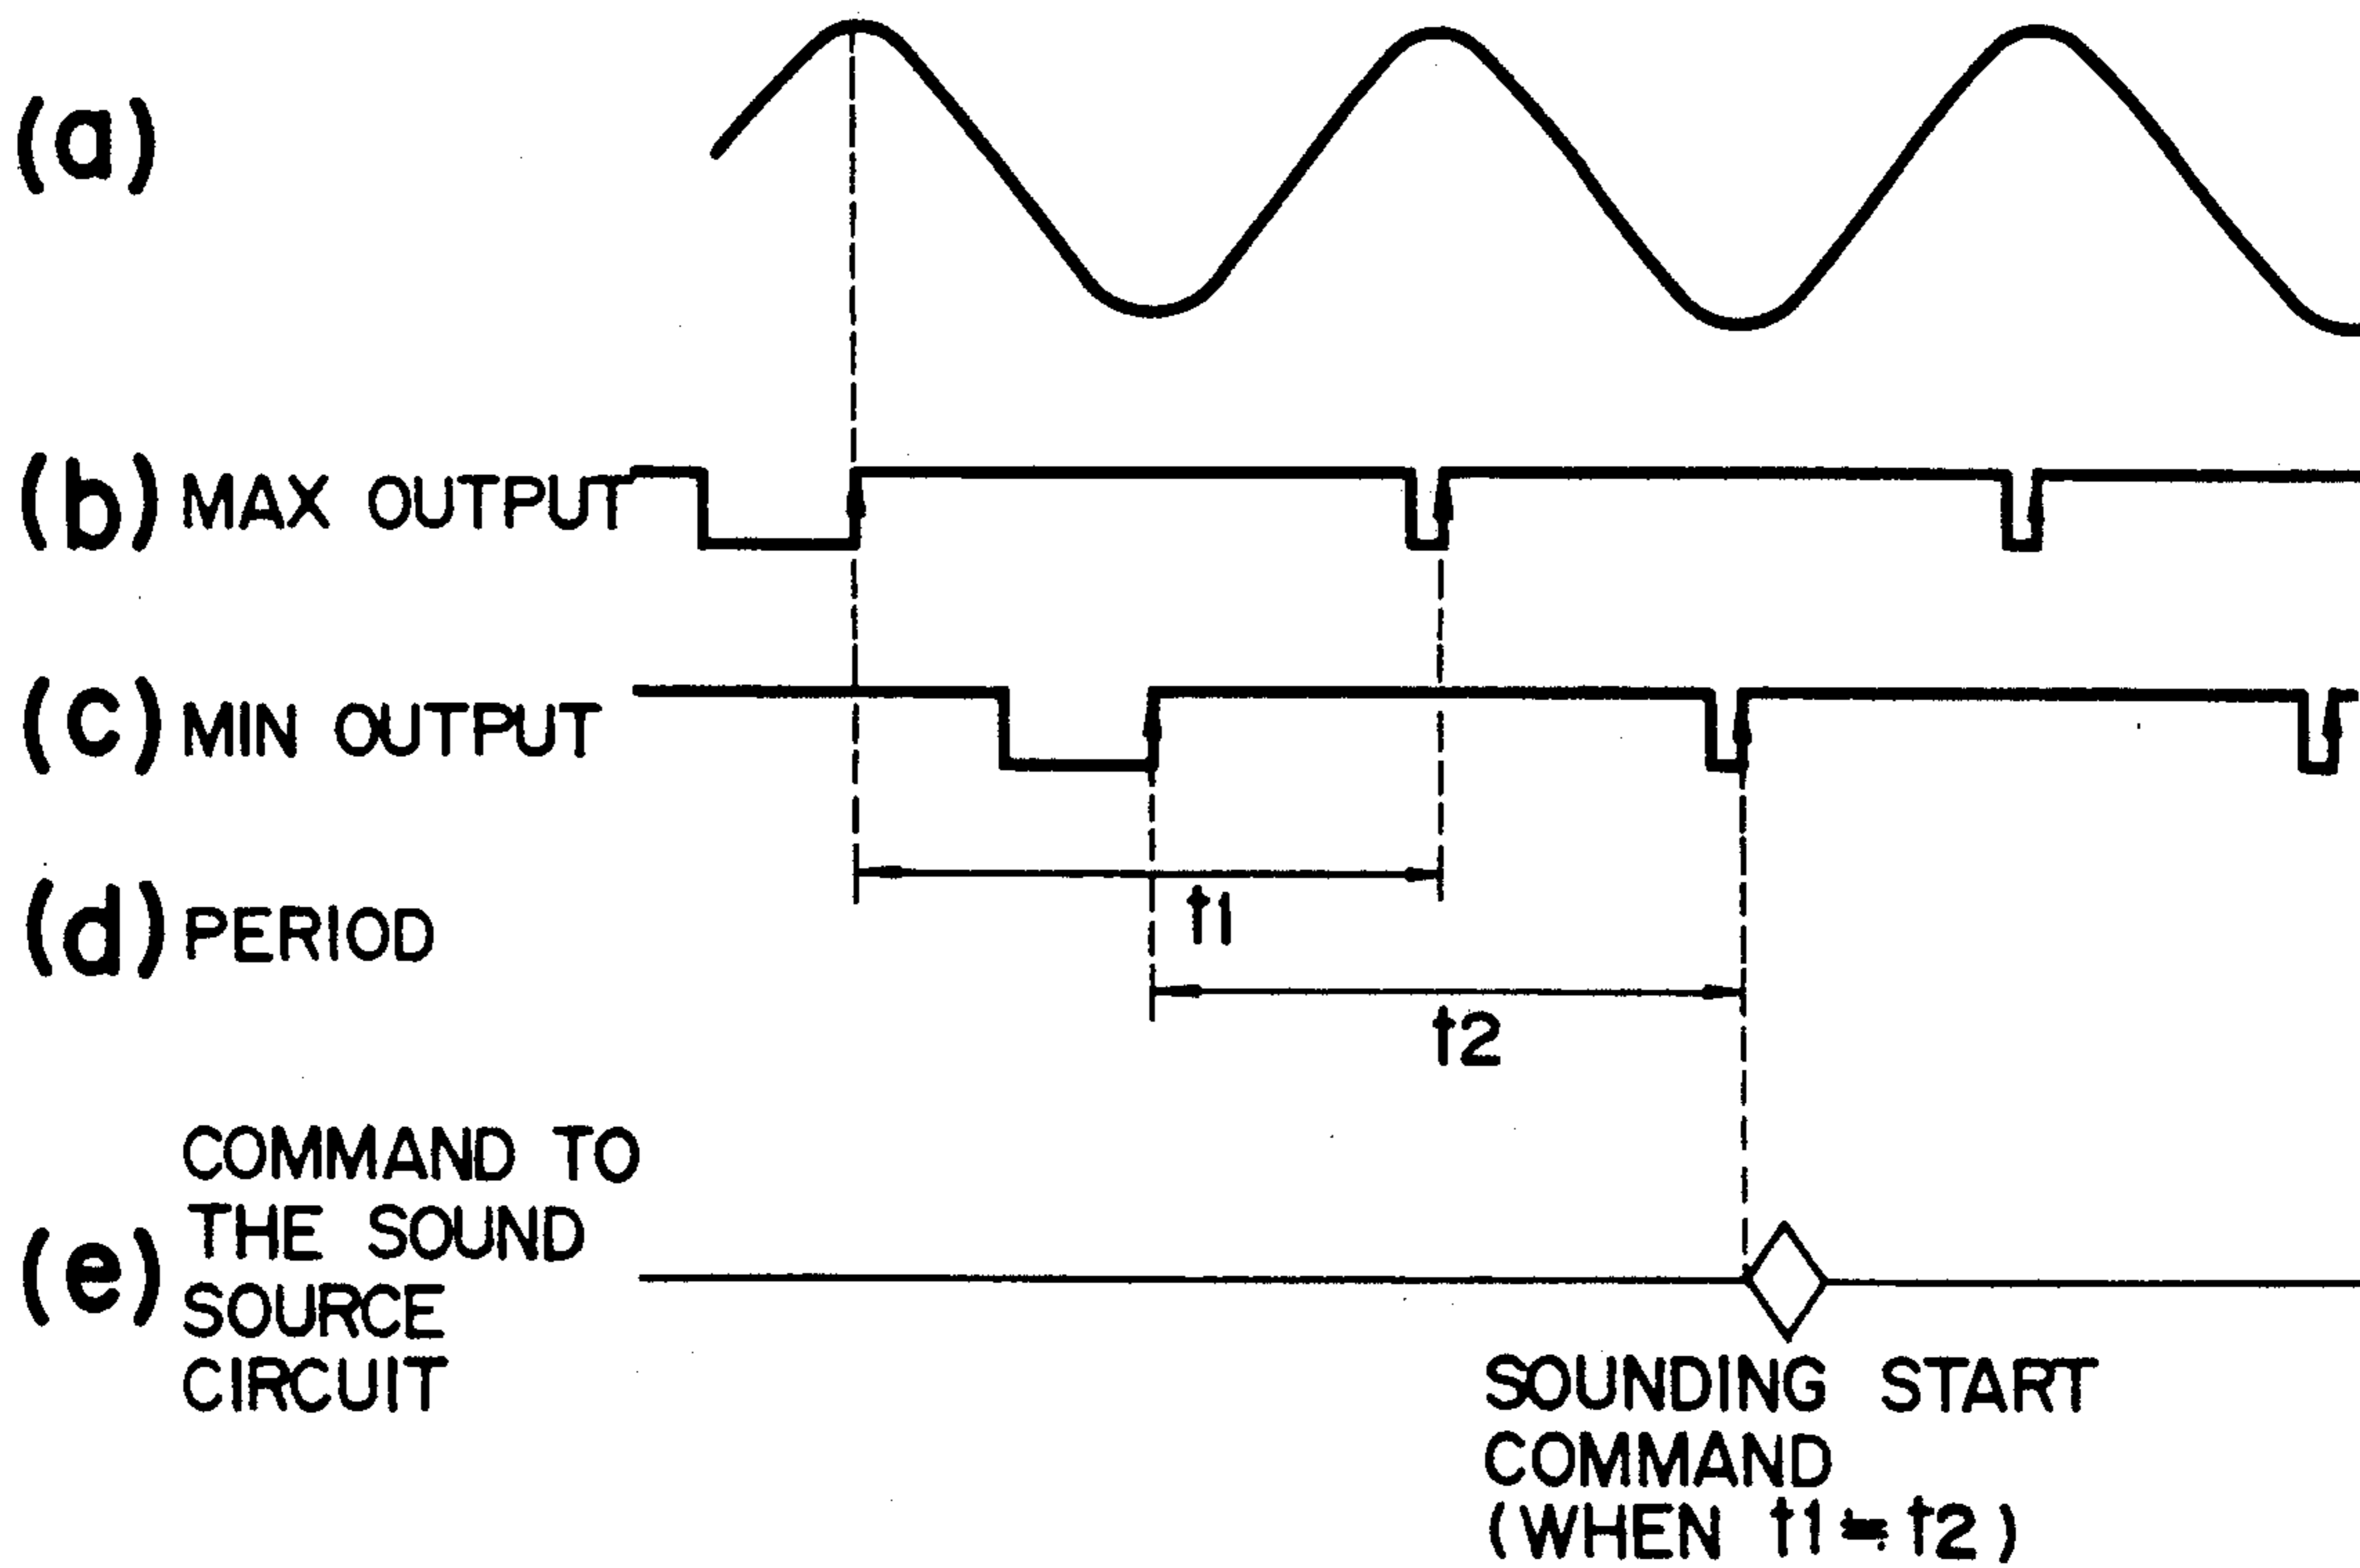 (a)
(b) MAX OUTPUT
(c) MIN OUTPUT
(d) PERIOD
t1
t2
(e) COMMAND TO
THE SOUND
SOURCE
CIRCUIT
SOUNDING START
COMMAND
(WHEN t1≒t2)